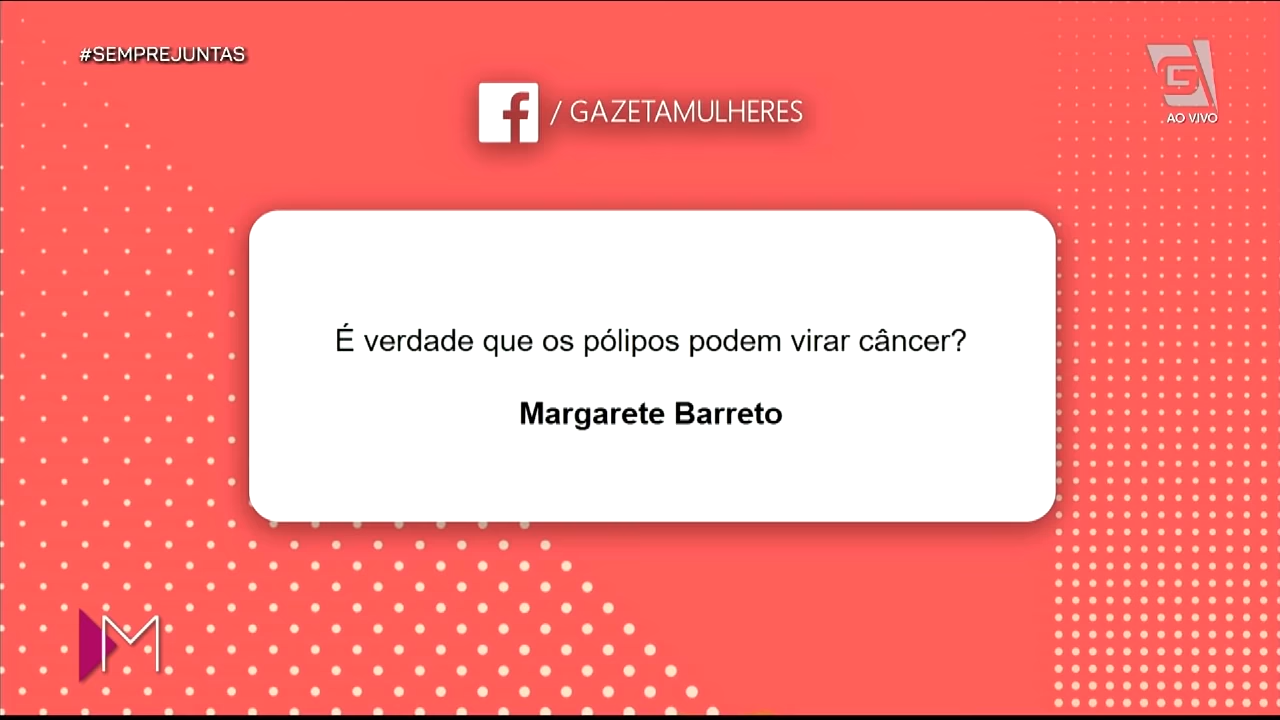 #SEMPREJUNTAS
/ GAZETAMULHERES
AO VIVO
É verdade que os pólipos podem virar câncer?
Margarete Barreto
M